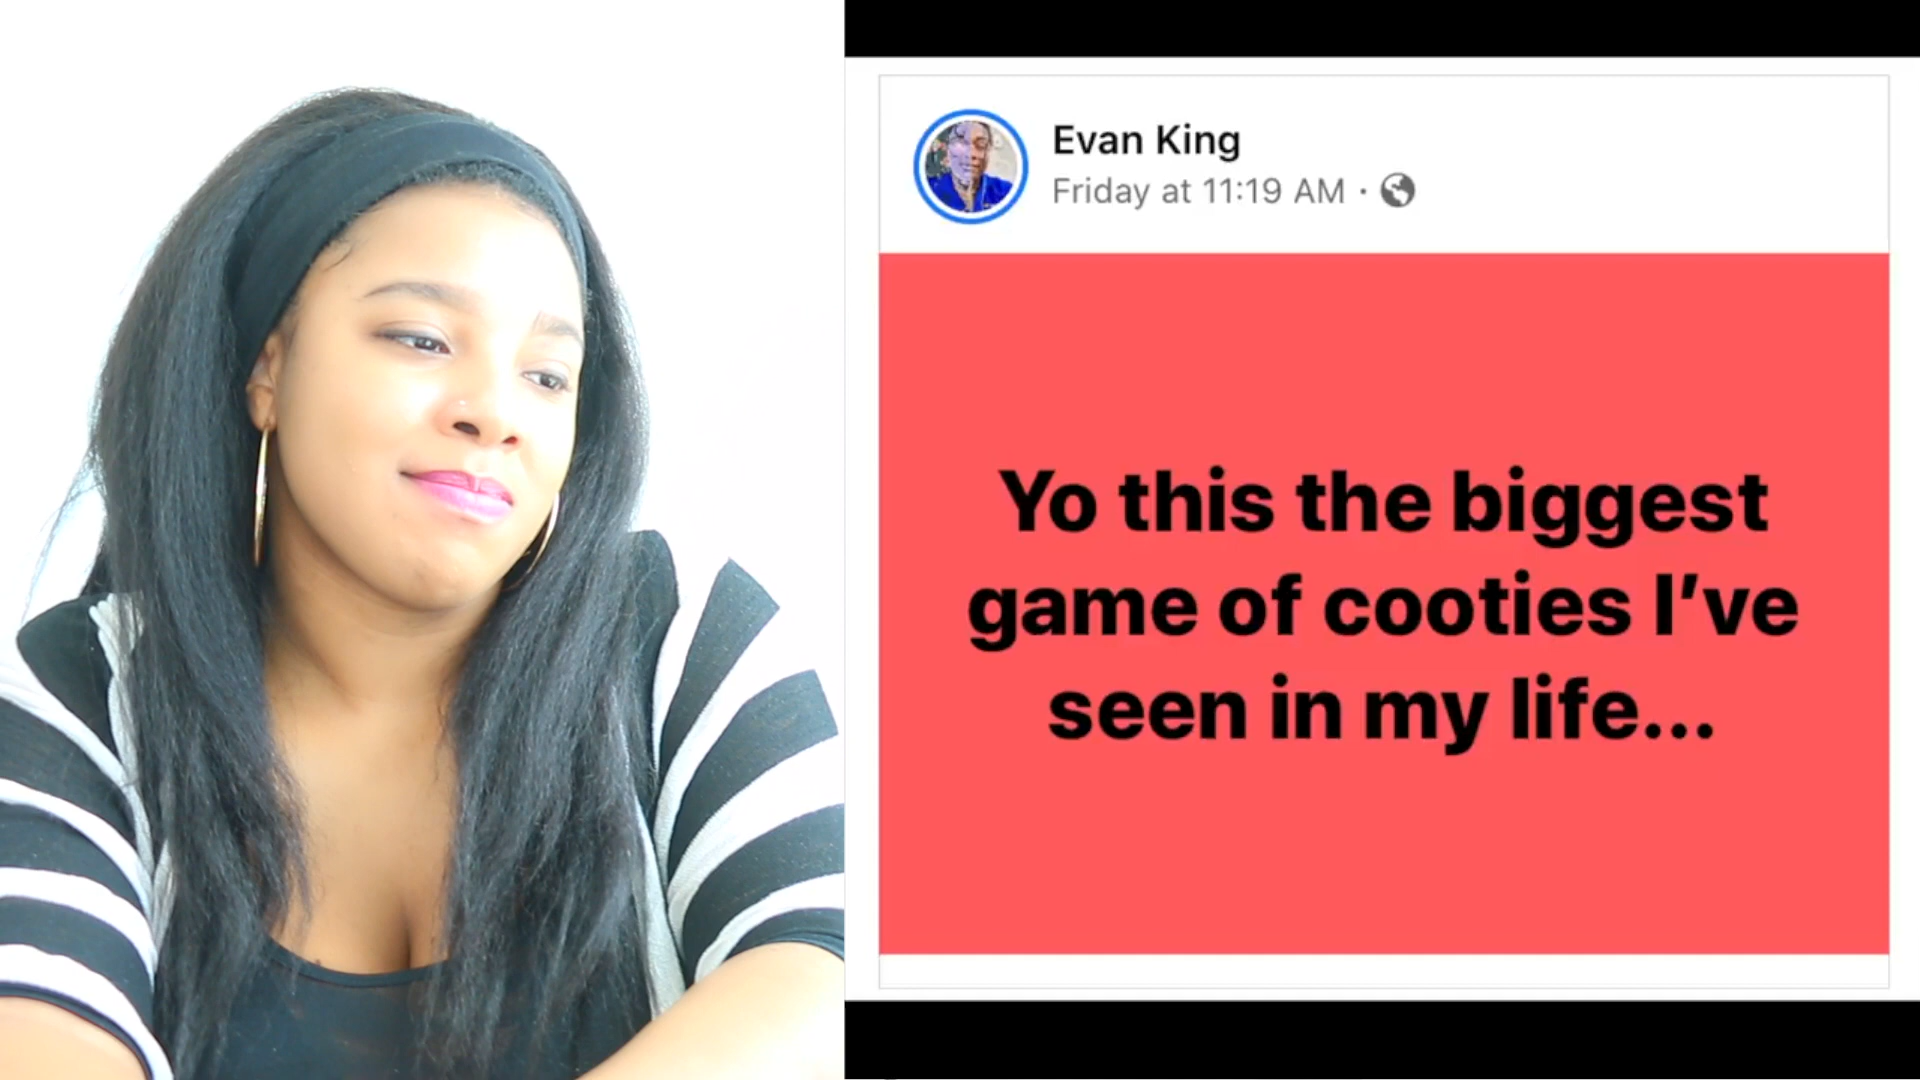 Evan King
Friday at 11:19 AM ·
Yo this the biggest
game of cooties I’ve
seen in my life...